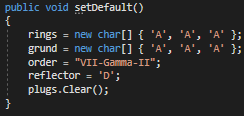 public void setDefault()
{
rings = new char[] { 'A', 'A', 'A' };
grund = new char[] { 'A', 'A', 'A' };
order = "VII-Gamma-II";
reflector = 'D';
plugs.Clear();
}